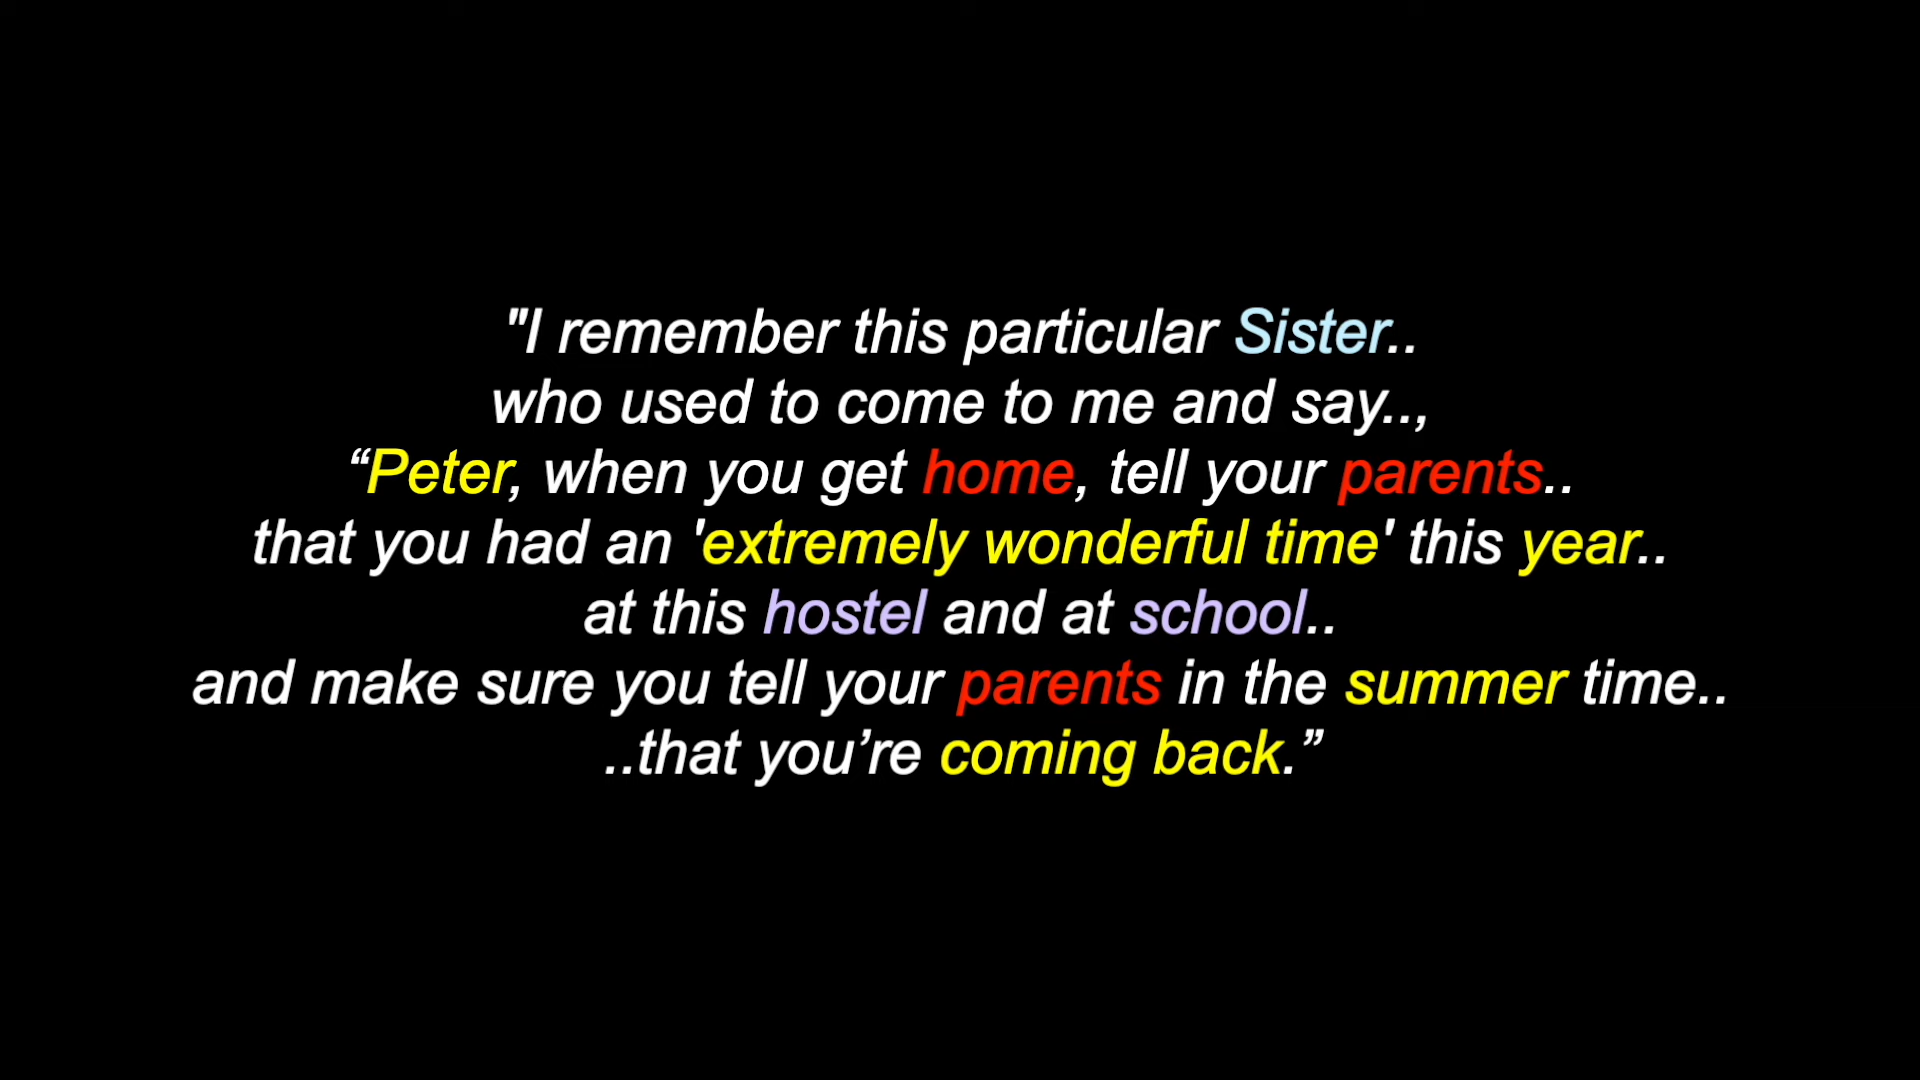 "I remember this particular Sister..
who used to come to me and say..,
“Peter, when you get home, tell your parents..
that you had an 'extremely wonderful time' this year..
at this hostel and at school..
and make sure you tell your parents in the summer time..
..that you’re coming back.”